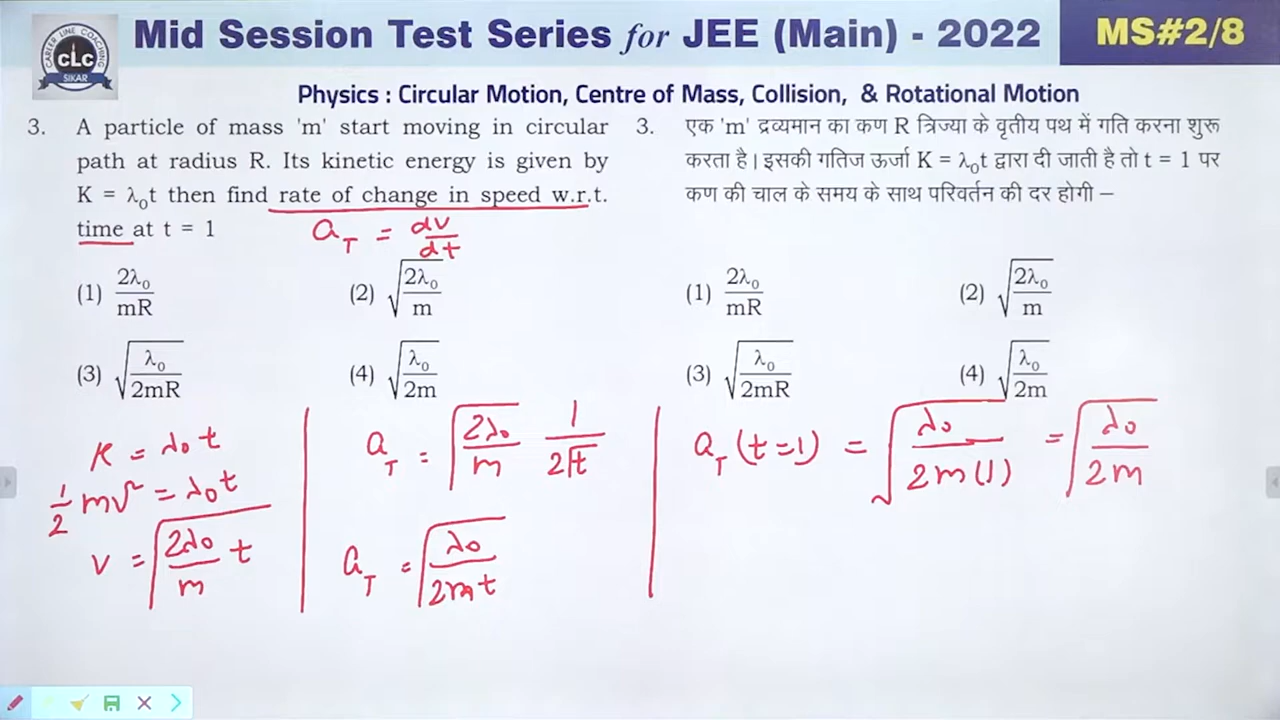 CAREER LINE COACHING
CLC
SIKAR
Mid Session Test Series for JEE (Main) - 2022
MS#2/8
Physics : Circular Motion, Centre of Mass, Collision, & Rotational Motion
3. A particle of mass 'm' start moving in circular
path at radius R. Its kinetic energy is given by
K = λ₀t then find rate of change in speed w.r.t.
time at t = 1
a_T = dv/dt
(1) 2λ₀/mR (2) √(2λ₀/m)
(3) √(λ₀/2mR) (4) √(λ₀/2m)
3. एक 'm' द्रव्यमान का कण R त्रिज्या के वृतीय पथ में गति करना शुरू
करता है। इसकी गतिज ऊर्जा K = λ₀t द्वारा दी जाती है तो t = 1 पर
कण की चाल के समय के साथ परिवर्तन की दर होगी –
(1) 2λ₀/mR (2) √(2λ₀/m)
(3) √(λ₀/2mR) (4) √(λ₀/2m)
K = λ₀t
1/2 mv² = λ₀t
v = √(2λ₀/m t)
a_T = √(2λ₀/m) 1/2√t
a_T = √(λ₀/2mt)
a_T (t=1) = √(λ₀/2m(1)) = √(λ₀/2m)